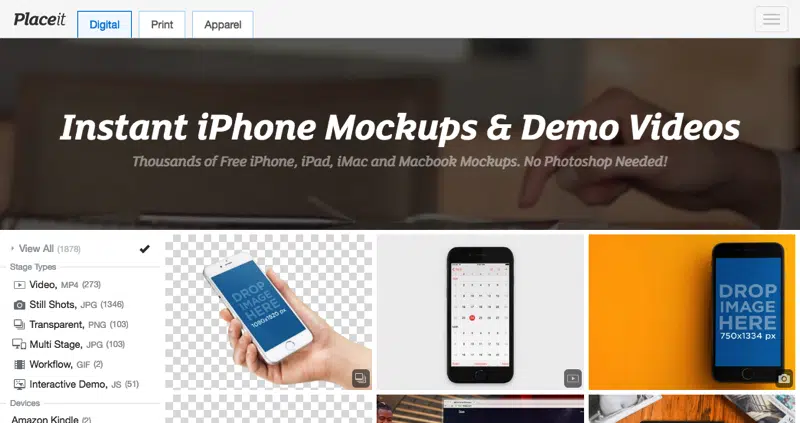 Placeit
Digital
Print
Apparel
Instant iPhone Mockups & Demo Videos
Thousands of Free iPhone, iPad, iMac and Macbook Mockups. No Photoshop Needed!
View All (1878)
Stage Types
Video, MP4 (273)
Still Shots, JPG (1346)
Transparent, PNG (103)
Multi Stage, JPG (103)
Workflow, GIF (2)
Interactive Demo, JS (51)
Devices
Amazon Kindle (2)
DROP
IMAGE
HERE
1080x1920 px
DROP
IMAGE
HERE
750x1334 px